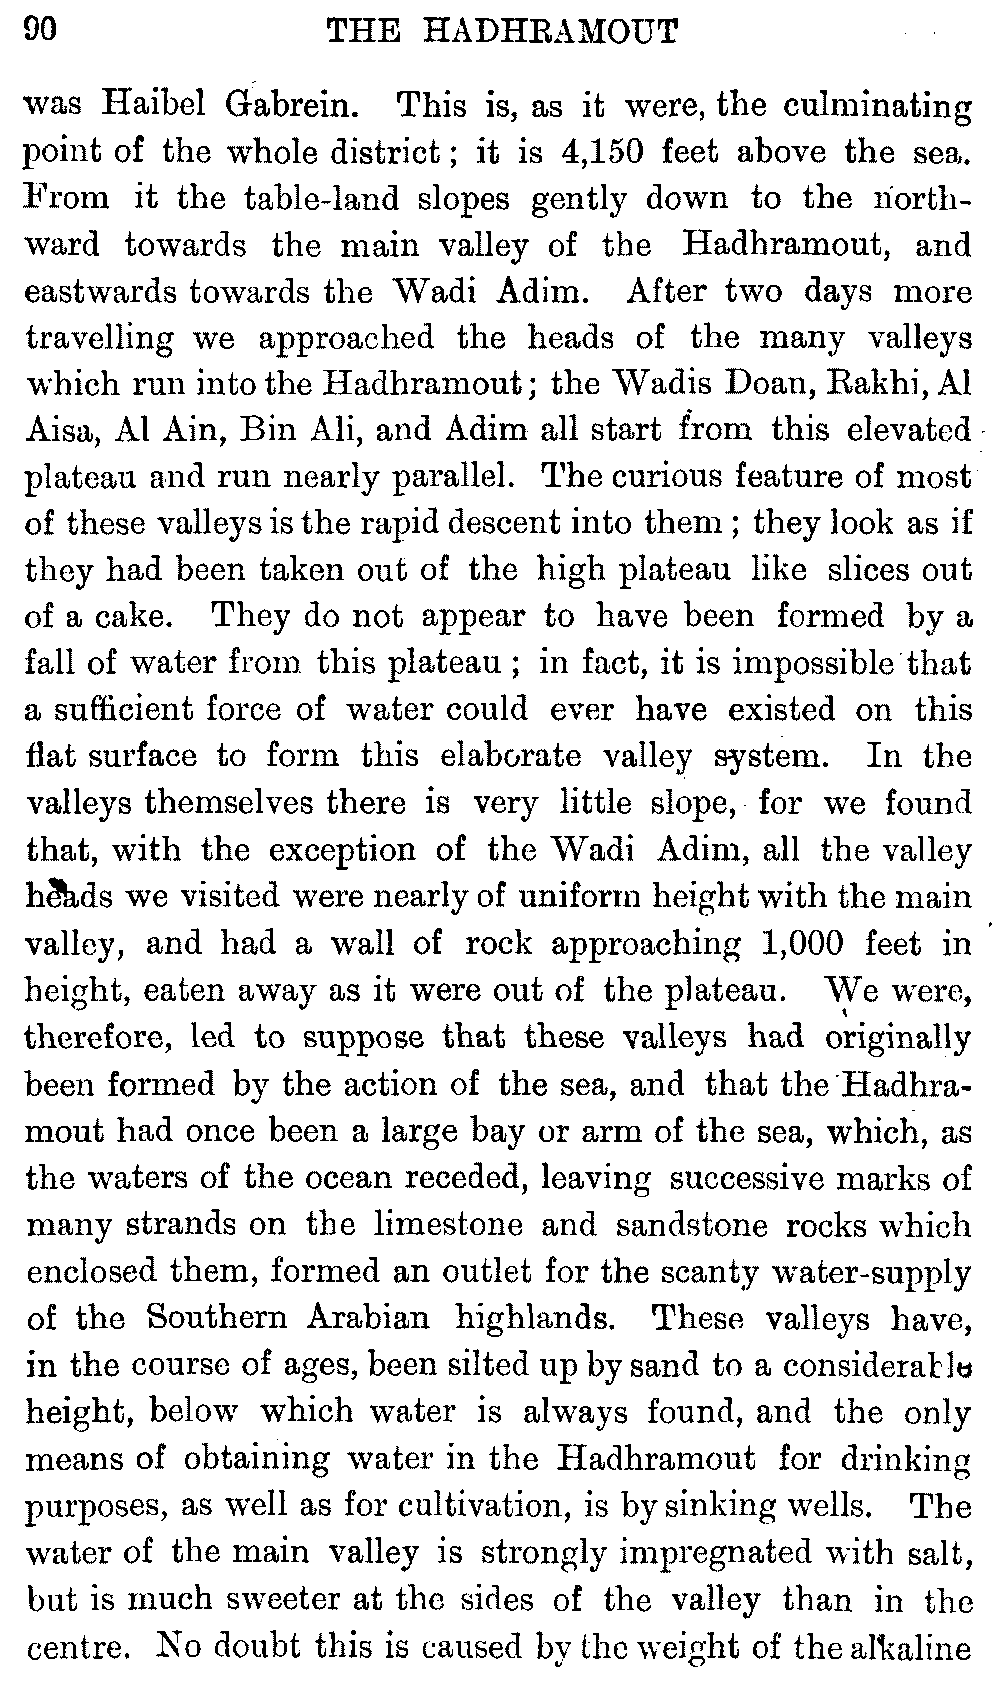 90 THE HADHRAMOUT
was Haibel Gabrein. This is, as it were, the culminating
point of the whole district; it is 4,150 feet above the sea.
From it the table-land slopes gently down to the north-
ward towards the main valley of the Hadhramout, and
eastwards towards the Wadi Adim. After two days more
travelling we approached the heads of the many valleys
which run into the Hadhramout; the Wadis Doan, Rakhi, Al
Aisa, Al Ain, Bin Ali, and Adim all start from this elevated
plateau and run nearly parallel. The curious feature of most
of these valleys is the rapid descent into them; they look as if
they had been taken out of the high plateau like slices out
of a cake. They do not appear to have been formed by a
fall of water from this plateau; in fact, it is impossible that
a sufficient force of water could ever have existed on this
flat surface to form this elaborate valley system. In the
valleys themselves there is very little slope, for we found
that, with the exception of the Wadi Adim, all the valley
heads we visited were nearly of uniform height with the main
valley, and had a wall of rock approaching 1,000 feet in
height, eaten away as it were out of the plateau. We were,
therefore, led to suppose that these valleys had originally
been formed by the action of the sea, and that the Hadhra-
mout had once been a large bay or arm of the sea, which, as
the waters of the ocean receded, leaving successive marks of
many strands on the limestone and sandstone rocks which
enclosed them, formed an outlet for the scanty water-supply
of the Southern Arabian highlands. These valleys have,
in the course of ages, been silted up by sand to a considerable
height, below which water is always found, and the only
means of obtaining water in the Hadhramout for drinking
purposes, as well as for cultivation, is by sinking wells. The
water of the main valley is strongly impregnated with salt,
but is much sweeter at the sides of the valley than in the
centre. No doubt this is caused by the weight of the alkaline